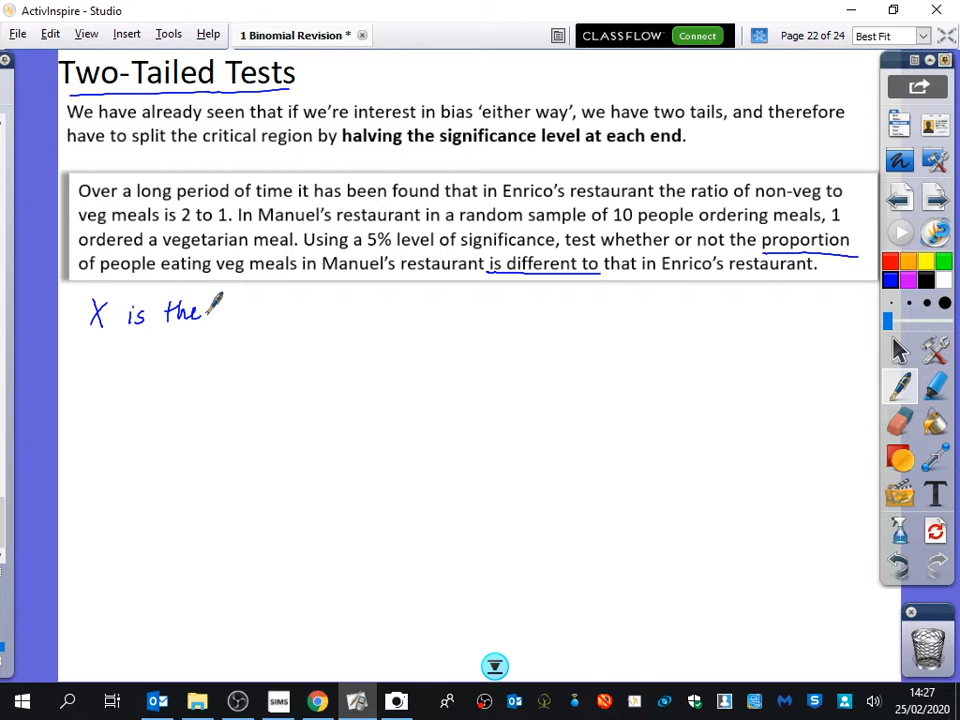 ActivInspire - Studio
File Edit View Insert Tools Help
1 Binomial Revision *
CLASSFLOW Connect
Page 22 of 24
Best Fit
Two-Tailed Tests
We have already seen that if we're interest in bias 'either way', we have two tails, and therefore
have to split the critical region by halving the significance level at each end.
Over a long period of time it has been found that in Enrico's restaurant the ratio of non-veg to
veg meals is 2 to 1. In Manuel's restaurant in a random sample of 10 people ordering meals, 1
ordered a vegetarian meal. Using a 5% level of significance, test whether or not the proportion
of people eating veg meals in Manuel's restaurant is different to that in Enrico's restaurant.
X is the
T
SIMS
14:27
25/02/2020